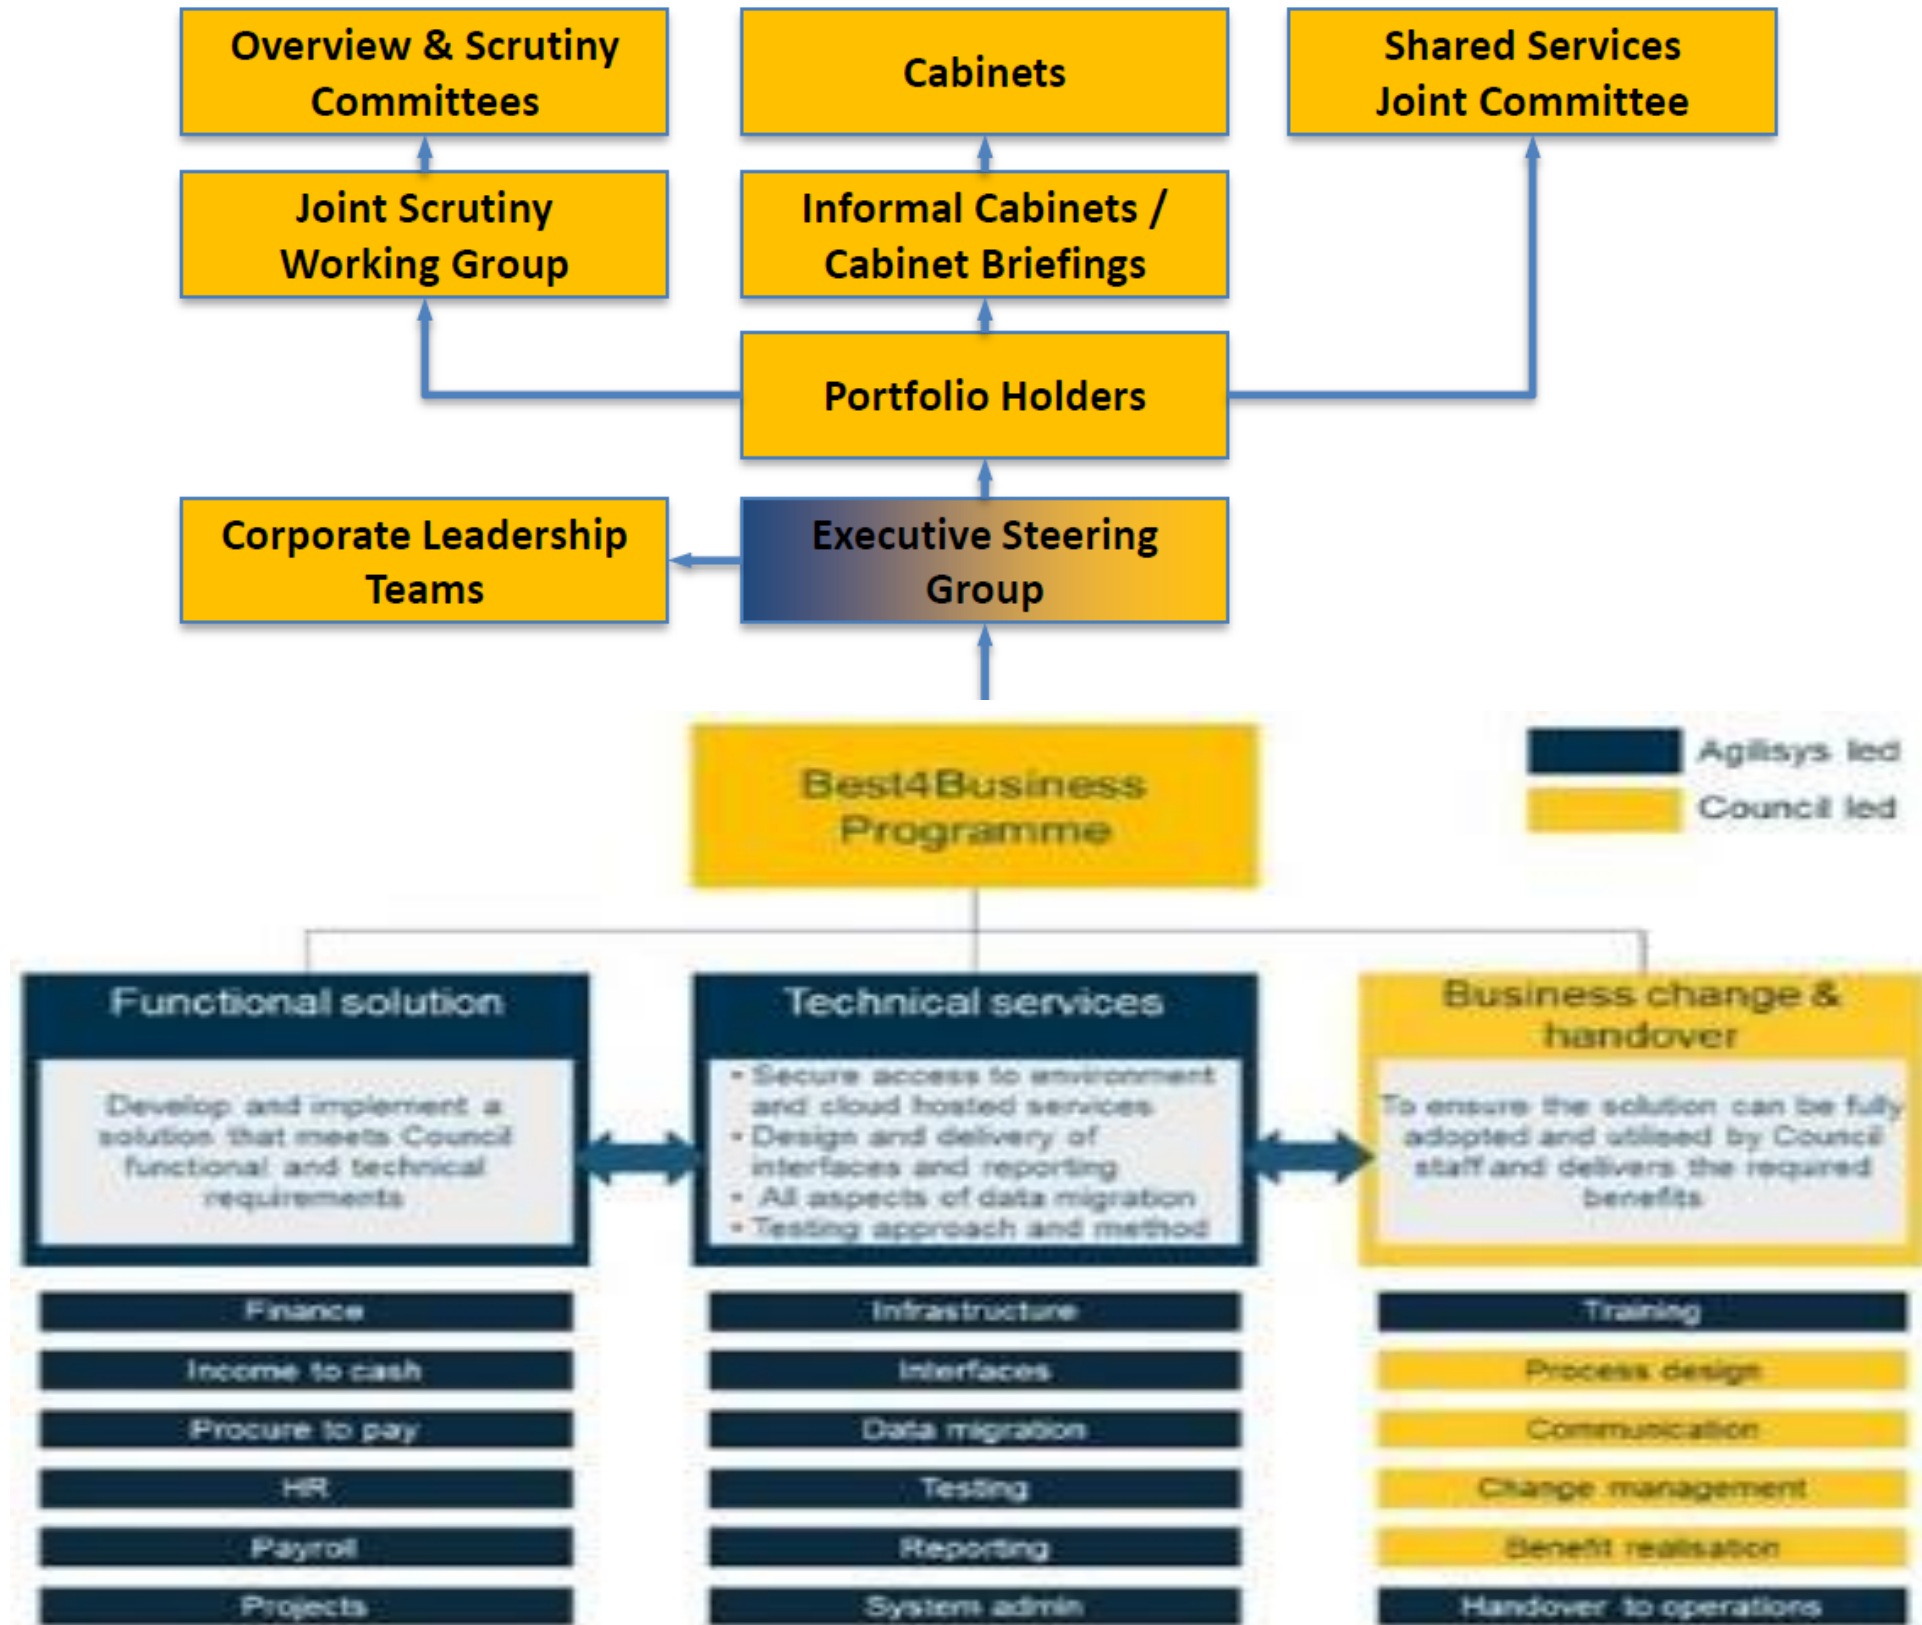 Overview & Scrutiny
Committees
Cabinets
Shared Services
Joint Committee
Joint Scrutiny
Working Group
Informal Cabinets /
Cabinet Briefings
Portfolio Holders
Corporate Leadership
Teams
Executive Steering
Group
Best4Business
Programme
Agilisys led
Council led
Functional solution
Develop and implement a
solution that meets Council
functional and technical
requirements
Finance
Income to cash
Procure to pay
HR
Payroll
Projects
Technical services
• Secure access to environment
and cloud hosted services
• Design and delivery of
interfaces and reporting
• All aspects of data migration
• Testing approach and method
Infrastructure
Interfaces
Data migration
Testing
Reporting
System admin
Business change &
handover
To ensure the solution can be fully
adopted and utilised by Council
staff and delivers the required
benefits
Training
Process design
Communication
Change management
Benefit realisation
Handover to operations